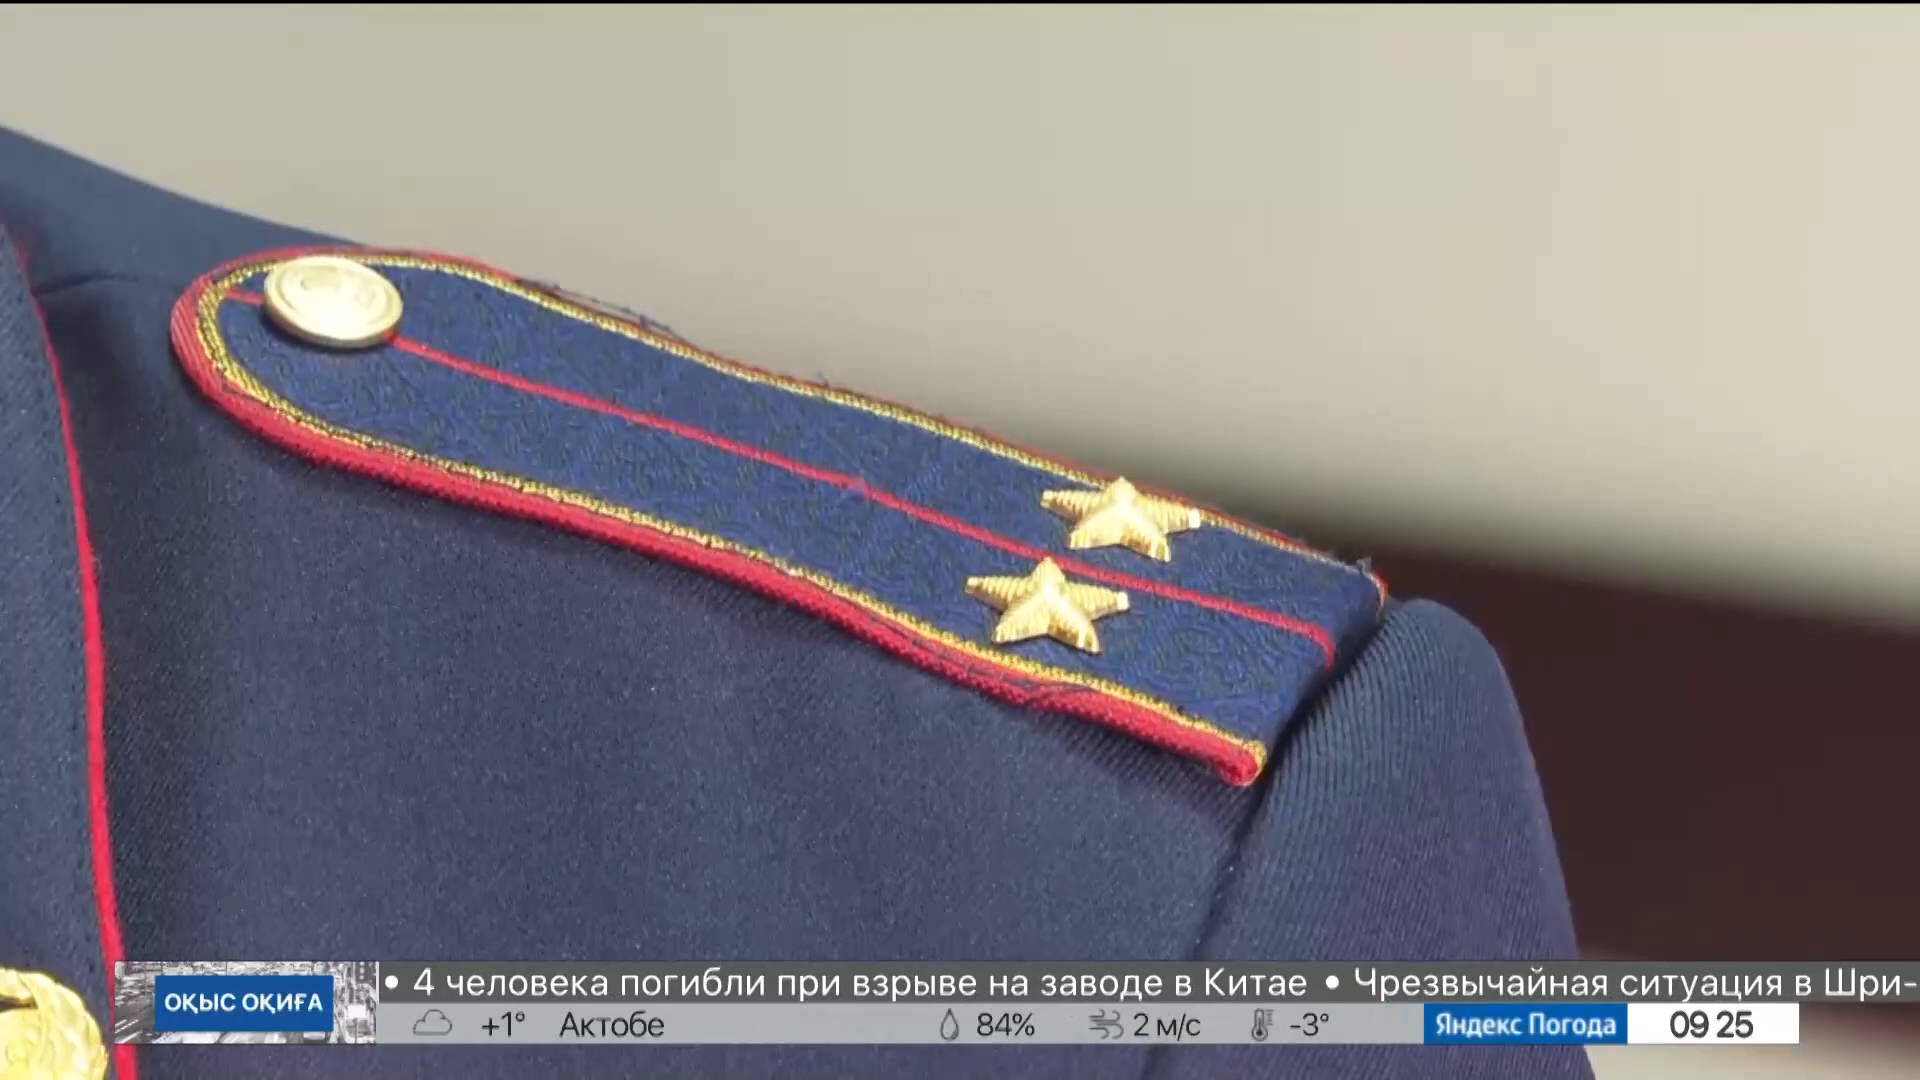 ОҚЫС ОҚИҒА
• 4 человека погибли при взрыве на заводе в Китае • Чрезвычайная ситуация в Шри-
+1° Актобе 84% 2 м/с -3° Яндекс Погода 09 25